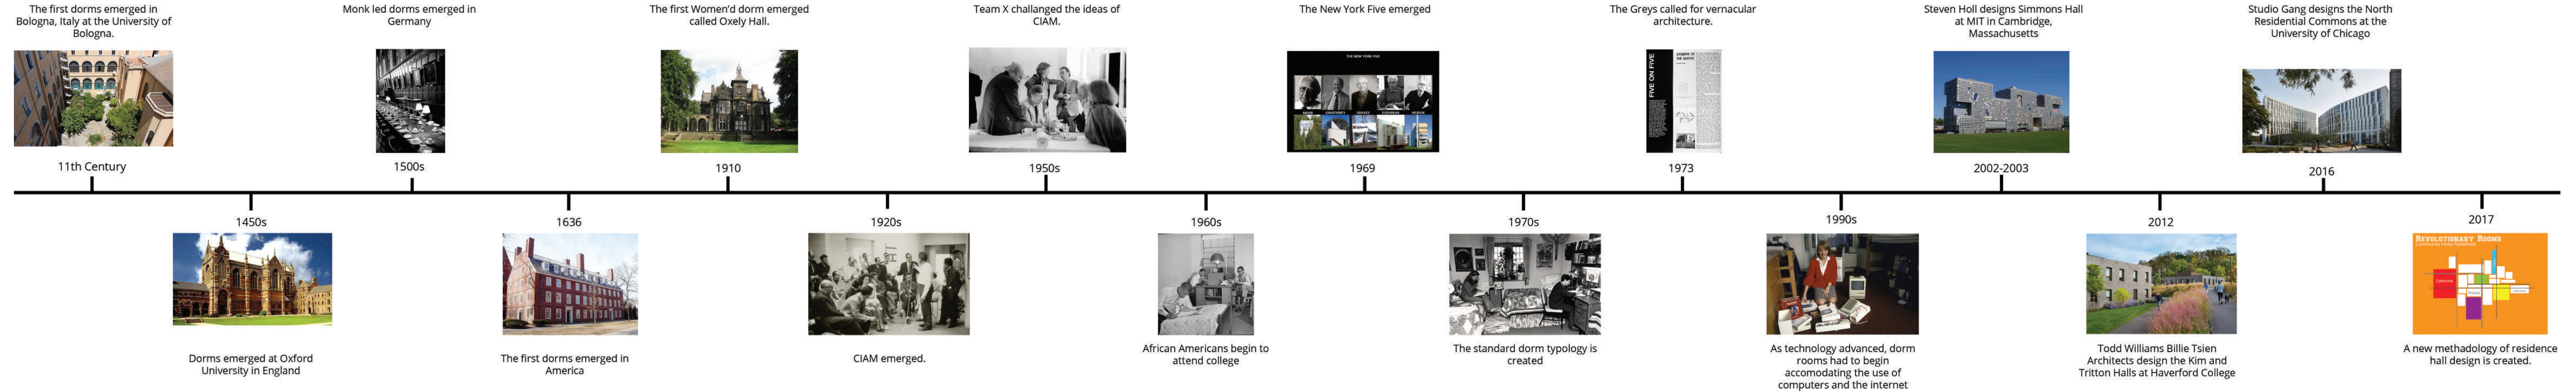 The first dorms emerged in
Bologna, Italy at the University of
Bologna.
11th Century
1450s
Dorms emerged at Oxford
University in England
Monk led dorms emerged in
Germany
1500s
1636
The first dorms emerged in
America
The first Women'd dorm emerged
called Oxely Hall.
1910
1920s
CIAM emerged.
Team X challanged the ideas of
CIAM.
1950s
1960s
African Americans begin to
attend college
The New York Five emerged
THE NEW YORK FIVE
1969
1970s
The standard dorm typology is
created
The Greys called for vernacular
architecture.
FIVE ON FIVE
1973
1990s
As technology advanced, dorm
rooms had to begin
accomodating the use of
computers and the internet
Steven Holl designs Simmons Hall
at MIT in Cambridge,
Massachusetts
2002-2003
2012
Todd Williams Billie Tsien
Architects design the Kim and
Tritton Halls at Haverford College
Studio Gang designs the North
Residential Commons at the
University of Chicago
2016
2017
REVOLUTIONARY ROOMS
Community Hubs Redefined
A new methadology of residence
hall design is created.